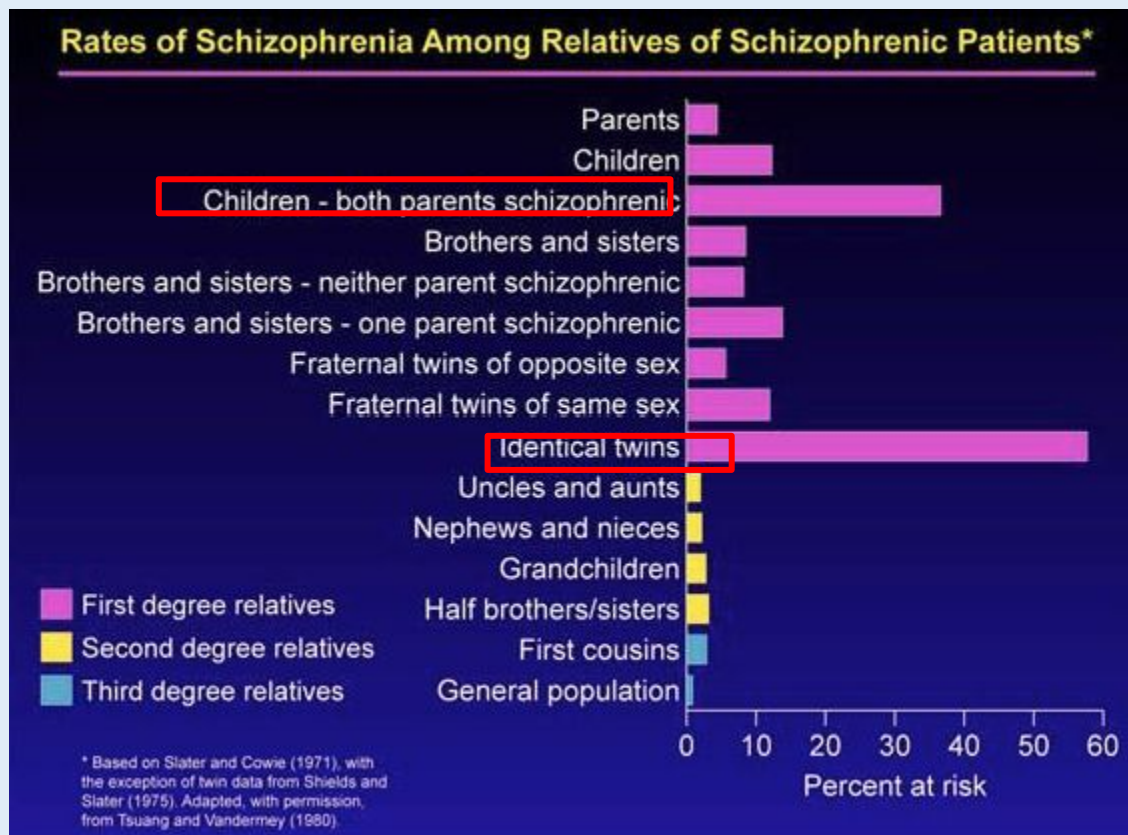 Rates of Schizophrenia Among Relatives of Schizophrenic Patients*
Parents
Children
Children - both parents schizophrenic
Brothers and sisters
Brothers and sisters - neither parent schizophrenic
Brothers and sisters - one parent schizophrenic
Fraternal twins of opposite sex
Fraternal twins of same sex
Identical twins
Uncles and aunts
Nephews and nieces
Grandchildren
Half brothers/sisters
First cousins
General population
First degree relatives
Second degree relatives
Third degree relatives
0 10 20 30 40 50 60
Percent at risk
* Based on Slater and Cowie (1971), with
the exception of twin data from Shields and
Slater (1975). Adapted, with permission,
from Tsuang and Vandermey (1980).